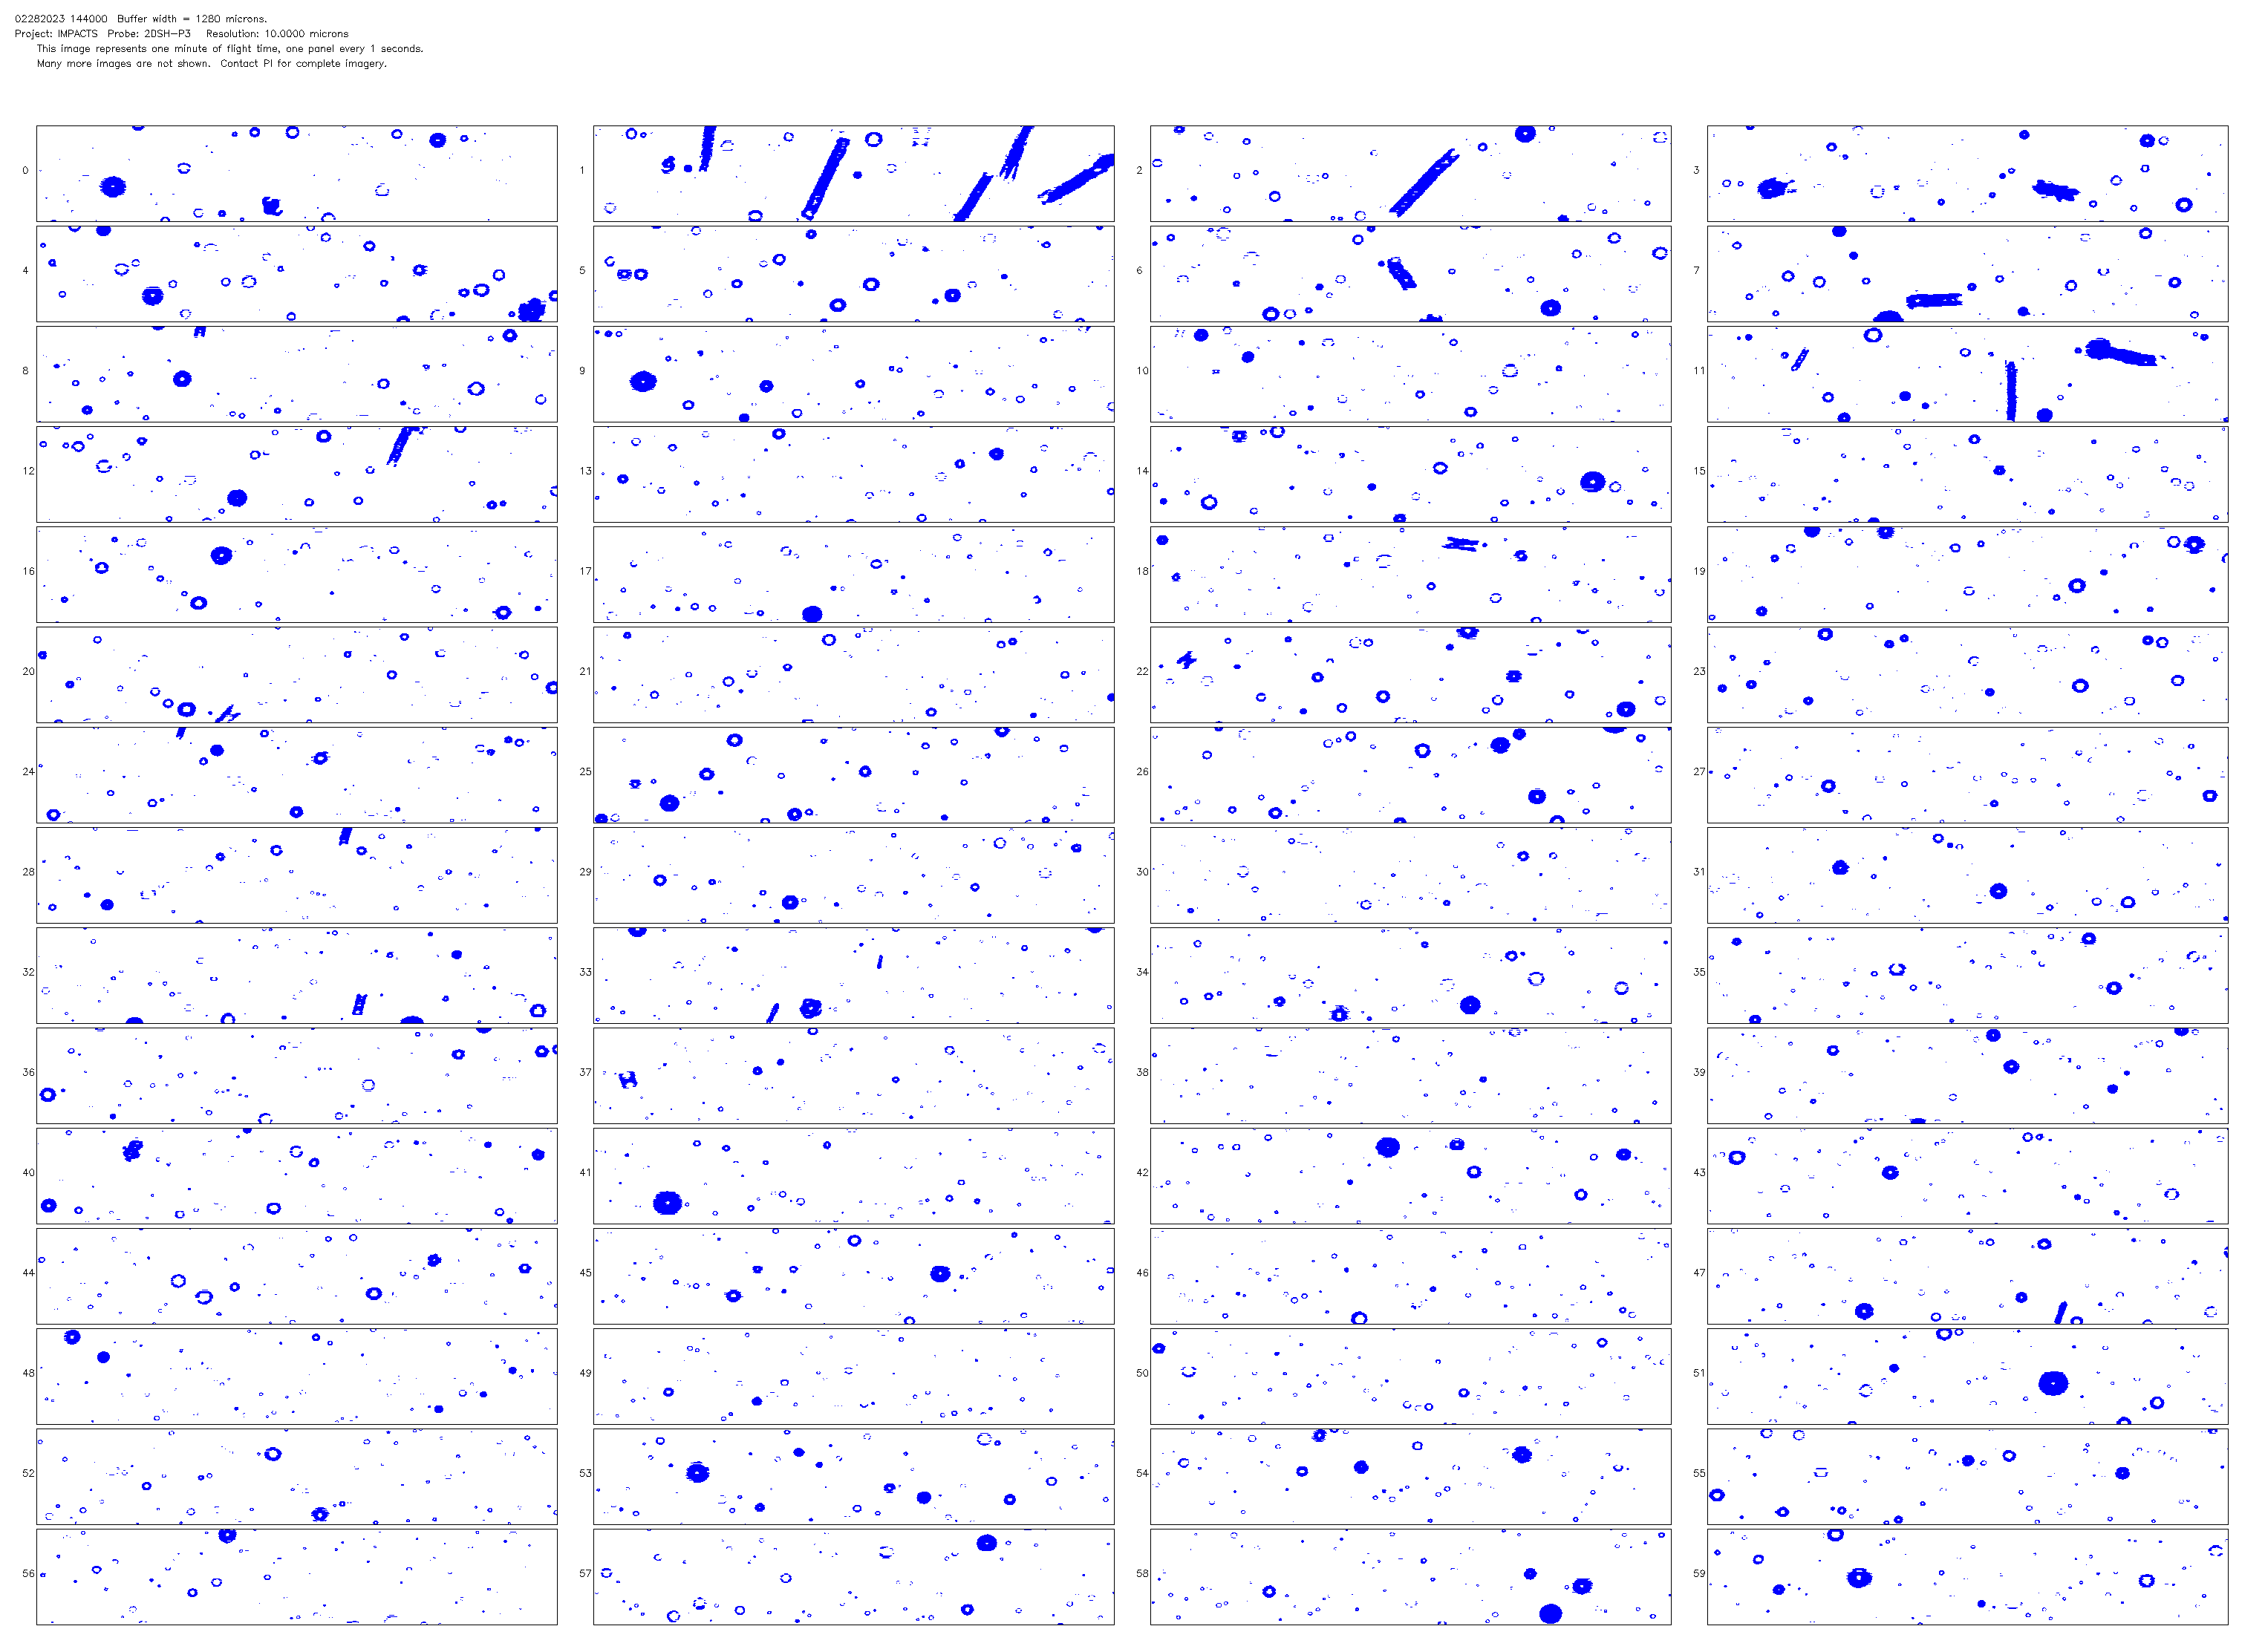 02282023 144000  Buffer width = 1280 microns.
Project: IMPACTS  Probe: 2DSH-P3  Resolution: 10.0000 microns
This image represents one minute of flight time, one panel every 1 seconds.
Many more images are not shown.  Contact PI for complete imagery.
0 1 2 3
4 5 6 7
8 9 10 11
12 13 14 15
16 17 18 19
20 21 22 23
24 25 26 27
28 29 30 31
32 33 34 35
36 37 38 39
40 41 42 43
44 45 46 47
48 49 50 51
52 53 54 55
56 57 58 59